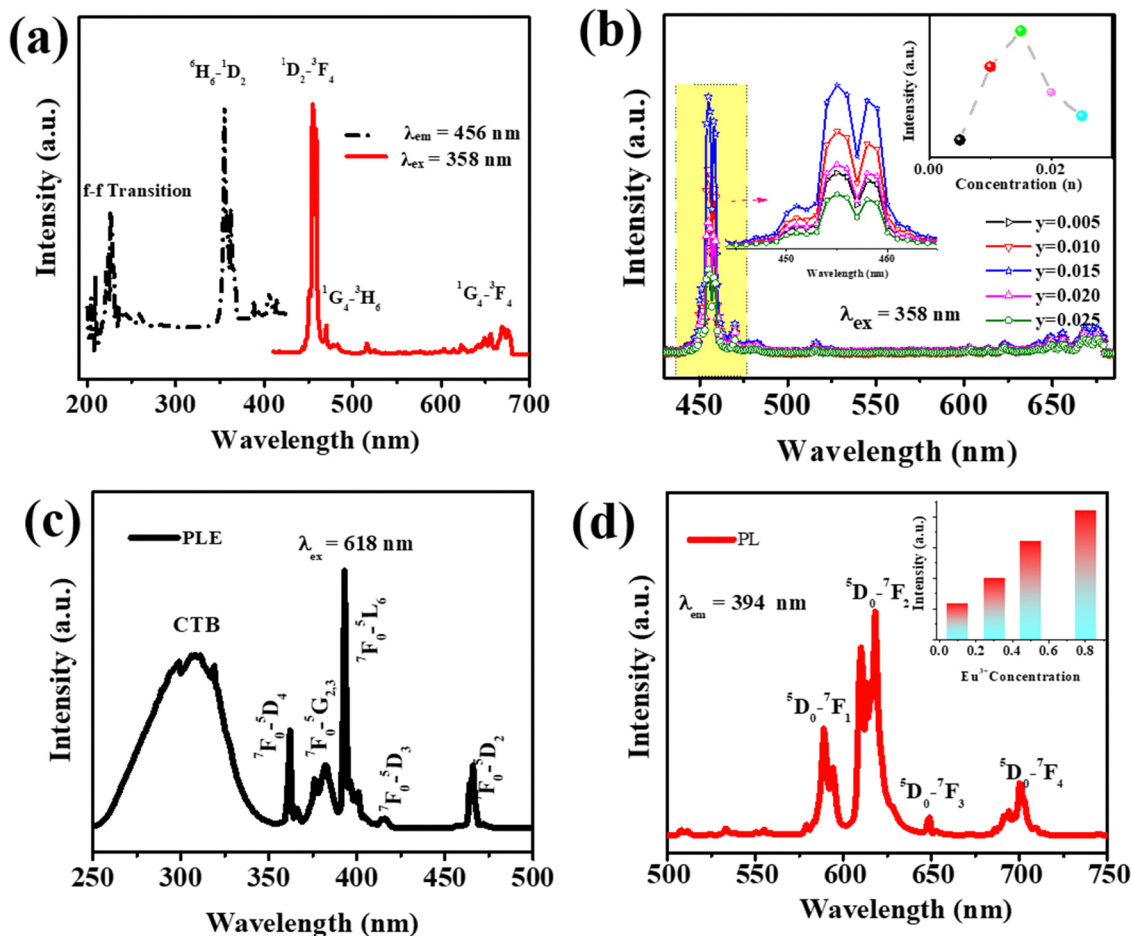 (a)
⁶H₆-¹D₂
¹D₂-³F₄
λem = 456 nm
λex = 358 nm
f-f Transition
¹G₄-³H₆
¹G₄-³F₄
Intensity (a.u.)
200 300 400 500 600 700
Wavelength (nm)
(b)
Intensity (a.u.)
0.00 0.02
Concentration (n)
450 460
Wavelength (nm)
y=0.005
y=0.010
y=0.015
y=0.020
y=0.025
λex = 358 nm
Intensity (a.u.)
450 500 550 600 650
Wavelength (nm)
(c)
PLE
λex = 618 nm
CTB
⁷F₀-⁵D₄
⁷F₀-⁵G₂,₃
⁷F₀-⁵L₆
⁷F₀-⁵D₃
⁷F₀-⁵D₂
Intensity (a.u.)
250 300 350 400 450 500
Wavelength (nm)
(d)
PL
λem = 394 nm
⁵D₀-⁷F₂
⁵D₀-⁷F₁
⁵D₀-⁷F₃
⁵D₀-⁷F₄
Intensity (a.u.)
0.0 0.2 0.4 0.6 0.8
Eu³⁺Concentration
Intensity (a.u.)
500 550 600 650 700 750
Wavelength (nm)